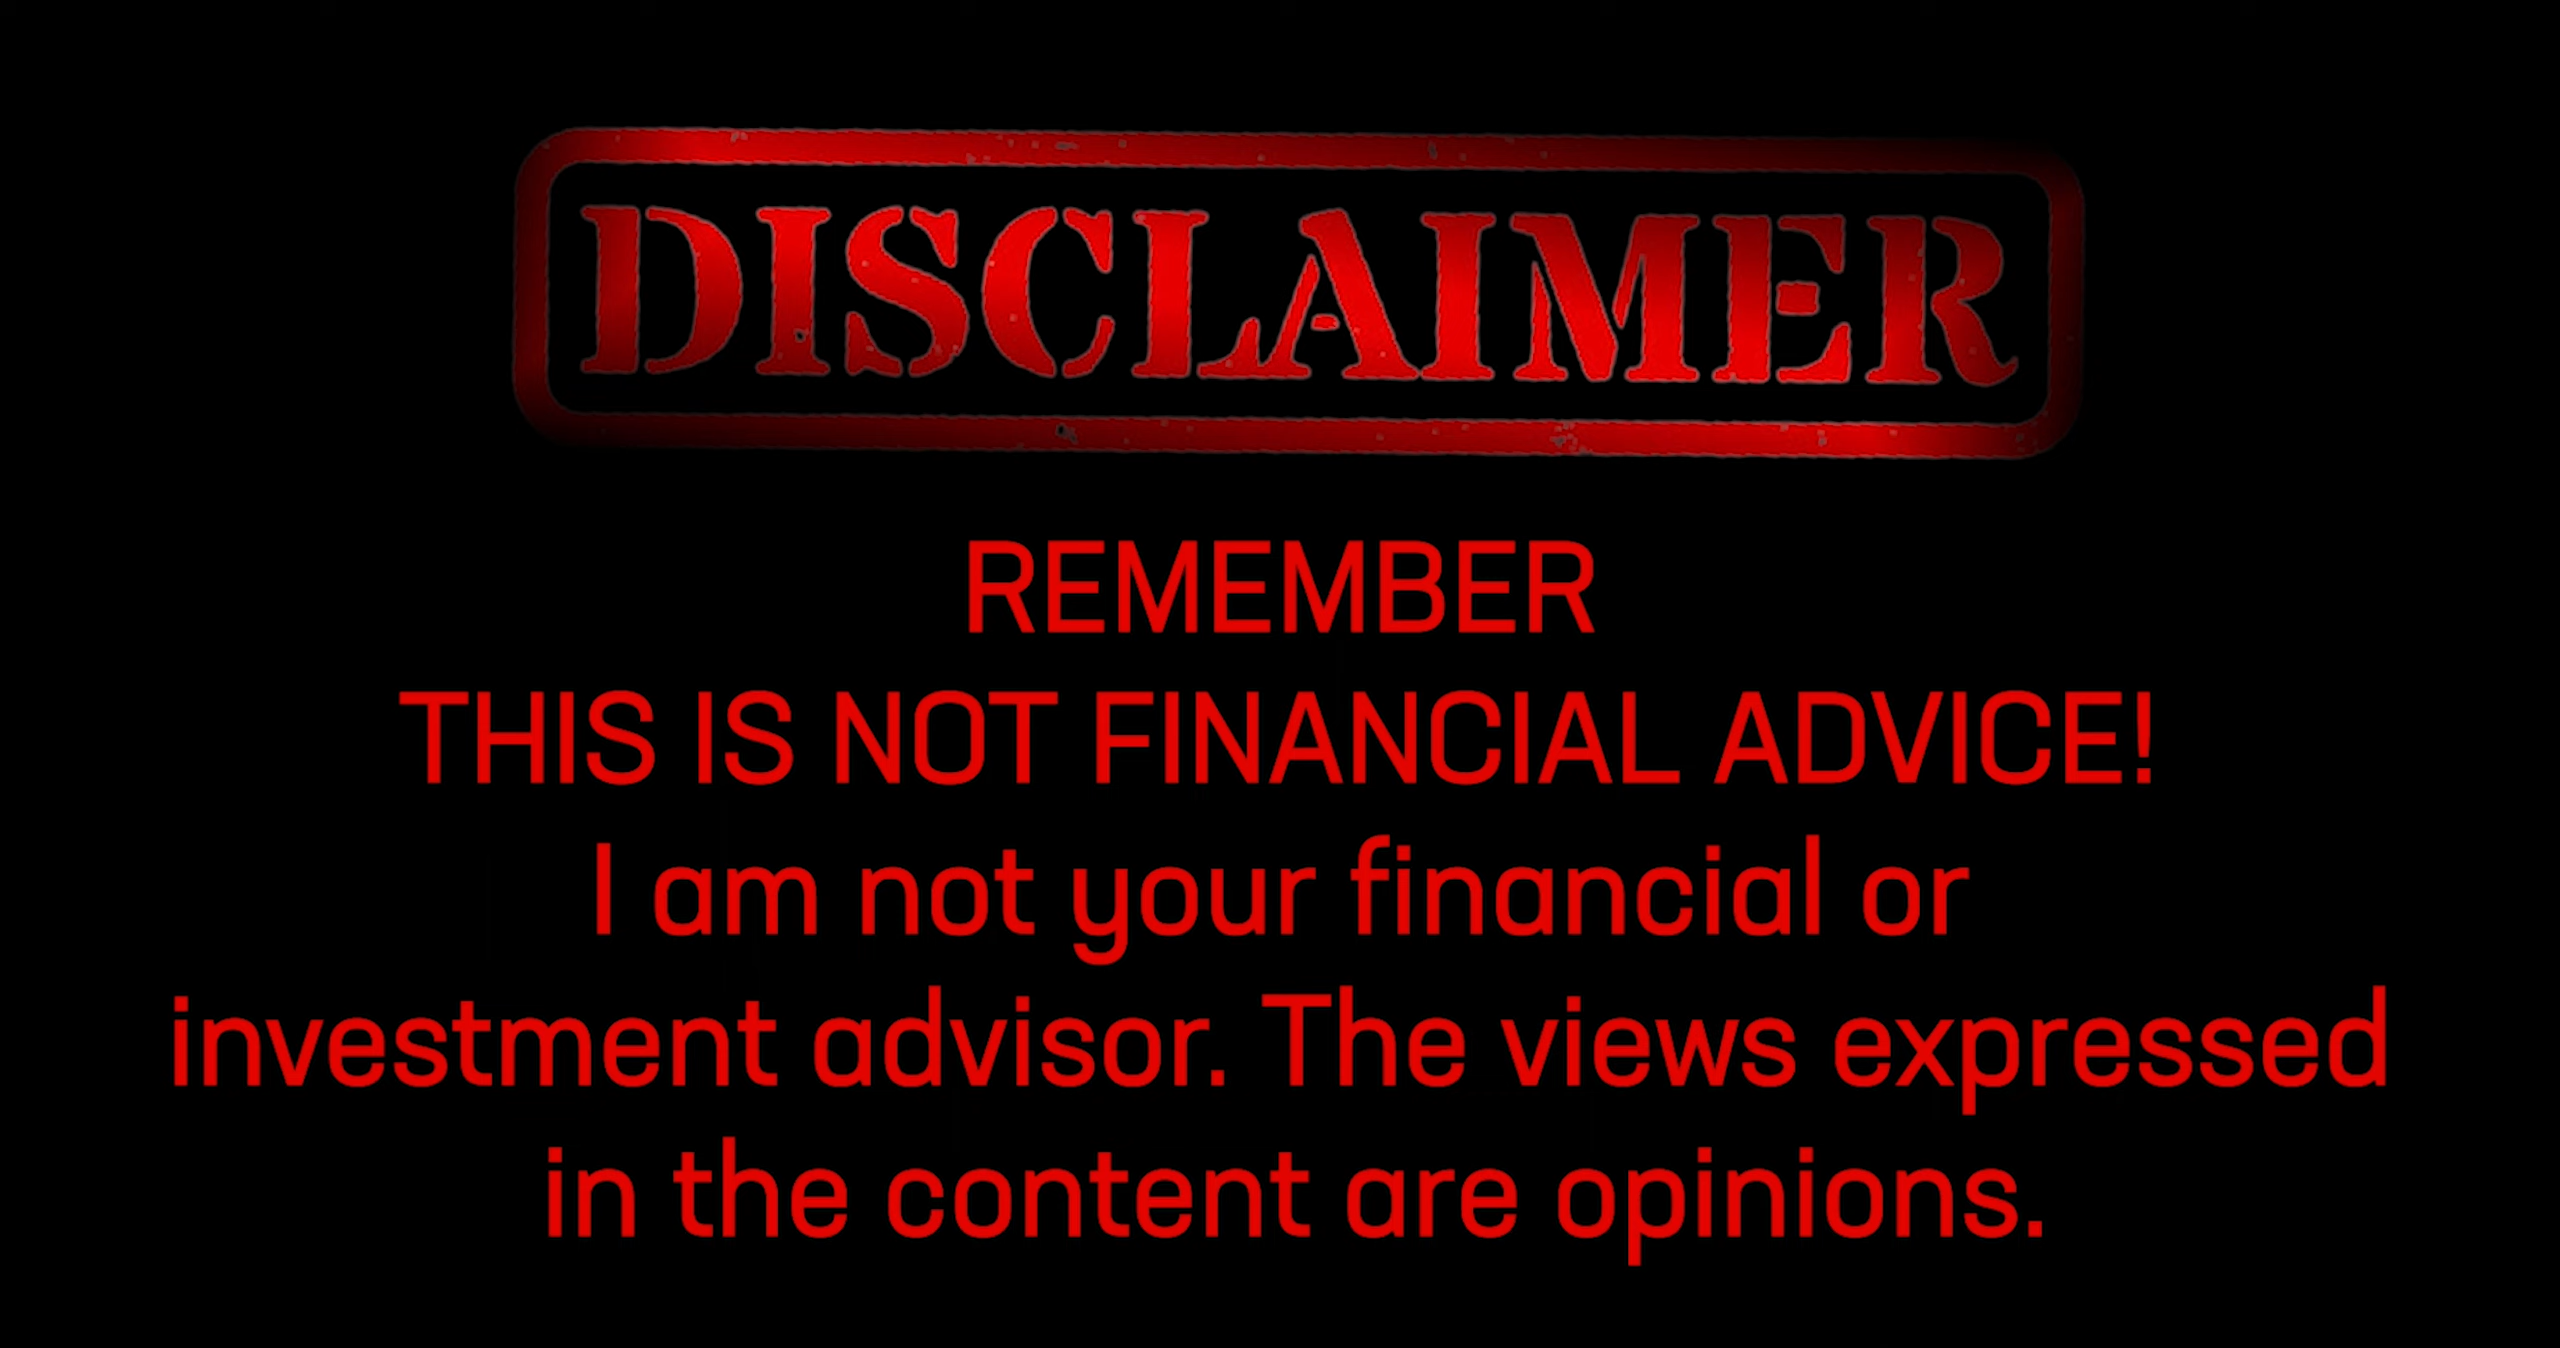 DISCLAIMER
REMEMBER
THIS IS NOT FINANCIAL ADVICE!
I am not your financial or
investment advisor. The views expressed
in the content are opinions.